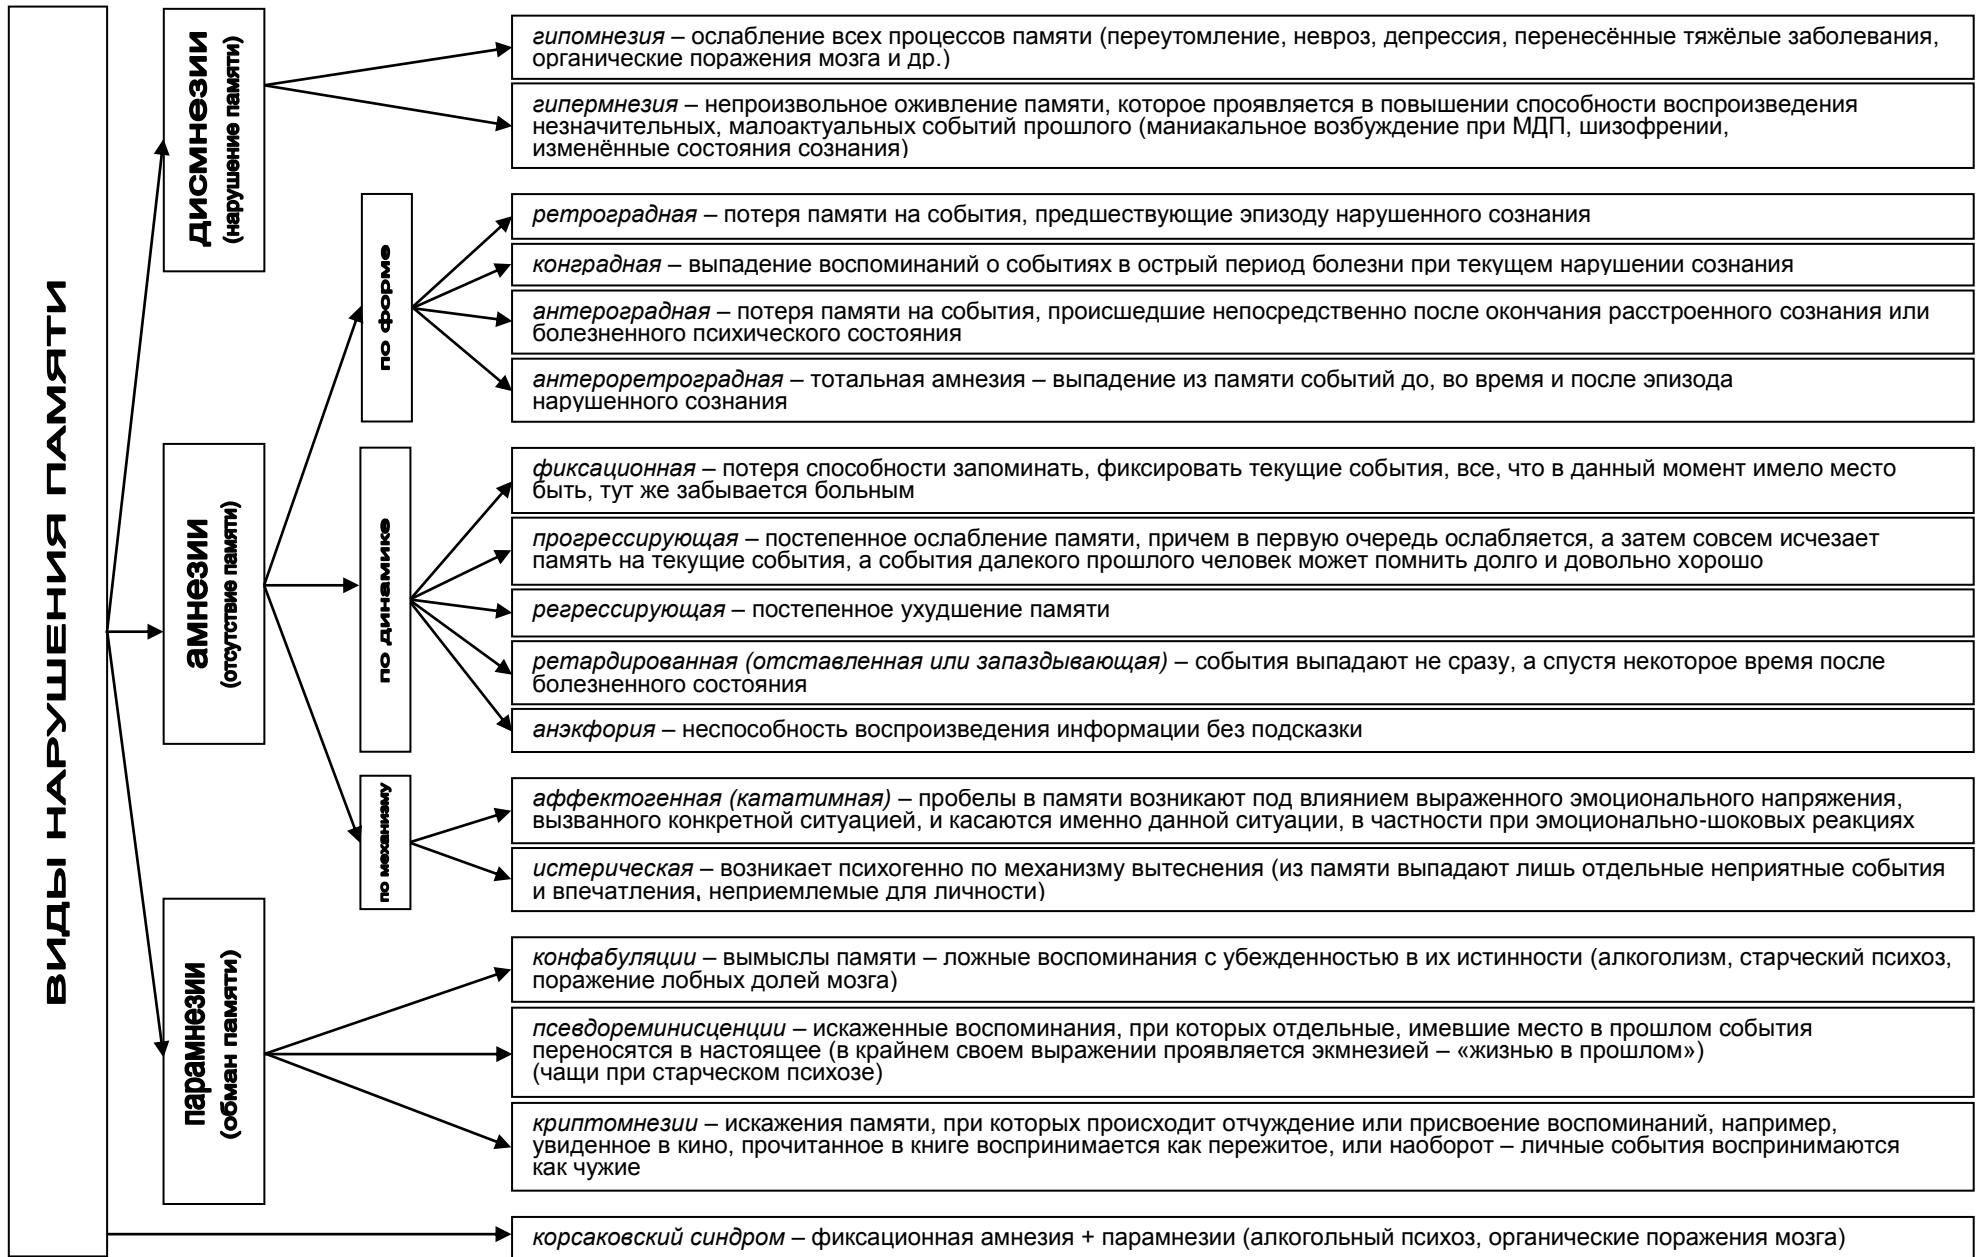 ВИДЫ НАРУШЕНИЯ ПАМЯТИ
дисмнезии
(нарушение памяти)
гипомнезия – ослабление всех процессов памяти (переутомление, невроз, депрессия, перенесённые тяжёлые заболевания,
органические поражения мозга и др.)
гипермнезия – непроизвольное оживление памяти, которое проявляется в повышении способности воспроизведения
незначительных, малоактуальных событий прошлого (маниакальное возбуждение при МДП, шизофрении,
изменённые состояния сознания)
амнезии
(отсутствие памяти)
по форме
ретроградная – потеря памяти на события, предшествующие эпизоду нарушенного сознания
конградная – выпадение воспоминаний о событиях в острый период болезни при текущем нарушении сознания
антероградная – потеря памяти на события, происшедшие непосредственно после окончания расстроенного сознания или
болезненного психического состояния
антероретроградная – тотальная амнезия – выпадение из памяти событий до, во время и после эпизода
нарушенного сознания
по динамике
фиксационная – потеря способности запоминать, фиксировать текущие события, все, что в данный момент имело место
быть, тут же забывается больным
прогрессирующая – постепенное ослабление памяти, причем в первую очередь ослабляется, а затем совсем исчезает
память на текущие события, а события далекого прошлого человек может помнить долго и довольно хорошо
регрессирующая – постепенное ухудшение памяти
ретардированная (отставленная или запаздывающая) – события выпадают не сразу, а спустя некоторое время после
болезненного состояния
анэкфория – неспособность воспроизведения информации без подсказки
по механизму
аффектогенная (кататимная) – пробелы в памяти возникают под влиянием выраженного эмоционального напряжения,
вызванного конкретной ситуацией, и касаются именно данной ситуации, в частности при эмоционально-шоковых реакциях
истерическая – возникает психогенно по механизму вытеснения (из памяти выпадают лишь отдельные неприятные события
и впечатления, неприемлемые для личности)
парамнезии
(обман памяти)
конфабуляции – вымыслы памяти – ложные воспоминания с убежденностью в их истинности (алкоголизм, старческий психоз,
поражение лобных долей мозга)
псевдореминисценции – искаженные воспоминания, при которых отдельные, имевшие место в прошлом события
переносятся в настоящее (в крайнем своем выражении проявляется экмнезией – «жизнью в прошлом»)
(чащи при старческом психозе)
криптомнезии – искажения памяти, при которых происходит отчуждение или присвоение воспоминаний, например,
увиденное в кино, прочитанное в книге воспринимается как пережитое, или наоборот – личные события воспринимаются
как чужие
корсаковский синдром – фиксационная амнезия + парамнезии (алкогольный психоз, органические поражения мозга)